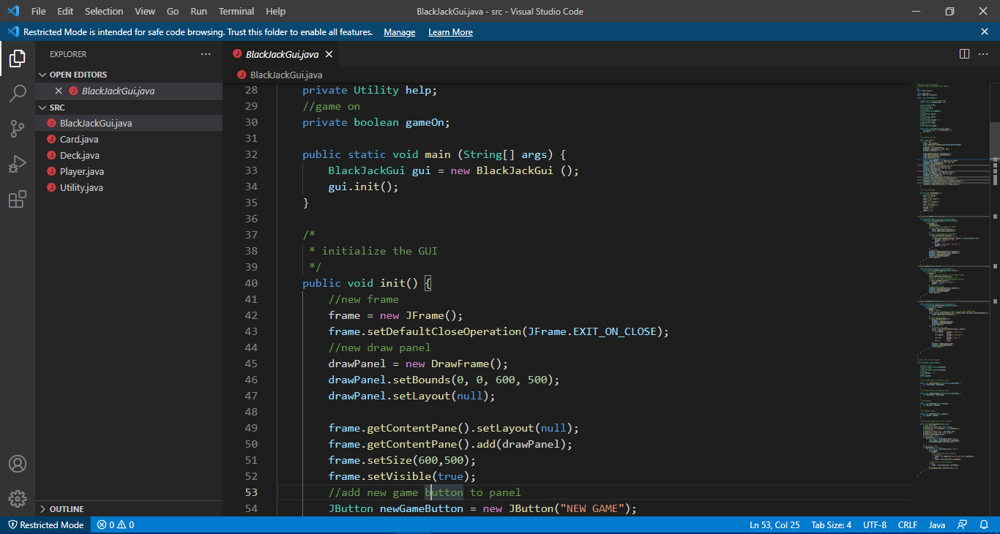 File Edit Selection View Go Run Terminal Help BlackJackGui.java - src - Visual Studio Code
Restricted Mode is intended for safe code browsing. Trust this folder to enable all features. Manage Learn More
EXPLORER
OPEN EDITORS
BlackJackGui.java
SRC
BlackJackGui.java
Card.java
Deck.java
Player.java
Utility.java
OUTLINE
BlackJackGui.java
BlackJackGui.java
28 private Utility help;
29 //game on
30 private boolean gameOn;
31
32 public static void main (String[] args) {
33 BlackJackGui gui = new BlackJackGui ();
34 gui.init();
35 }
36
37 /*
38 * initialize the GUI
39 */
40 public void init() {
41 //new frame
42 frame = new JFrame();
43 frame.setDefaultCloseOperation(JFrame.EXIT_ON_CLOSE);
44 //new draw panel
45 drawPanel = new DrawFrame();
46 drawPanel.setBounds(0, 0, 600, 500);
47 drawPanel.setLayout(null);
48
49 frame.getContentPane().setLayout(null);
50 frame.getContentPane().add(drawPanel);
51 frame.setSize(600,500);
52 frame.setVisible(true);
53 //add new game button to panel
54 JButton newGameButton = new JButton("NEW GAME");
Restricted Mode 0 0 Ln 53, Col 25 Tab Size: 4 UTF-8 CRLF Java